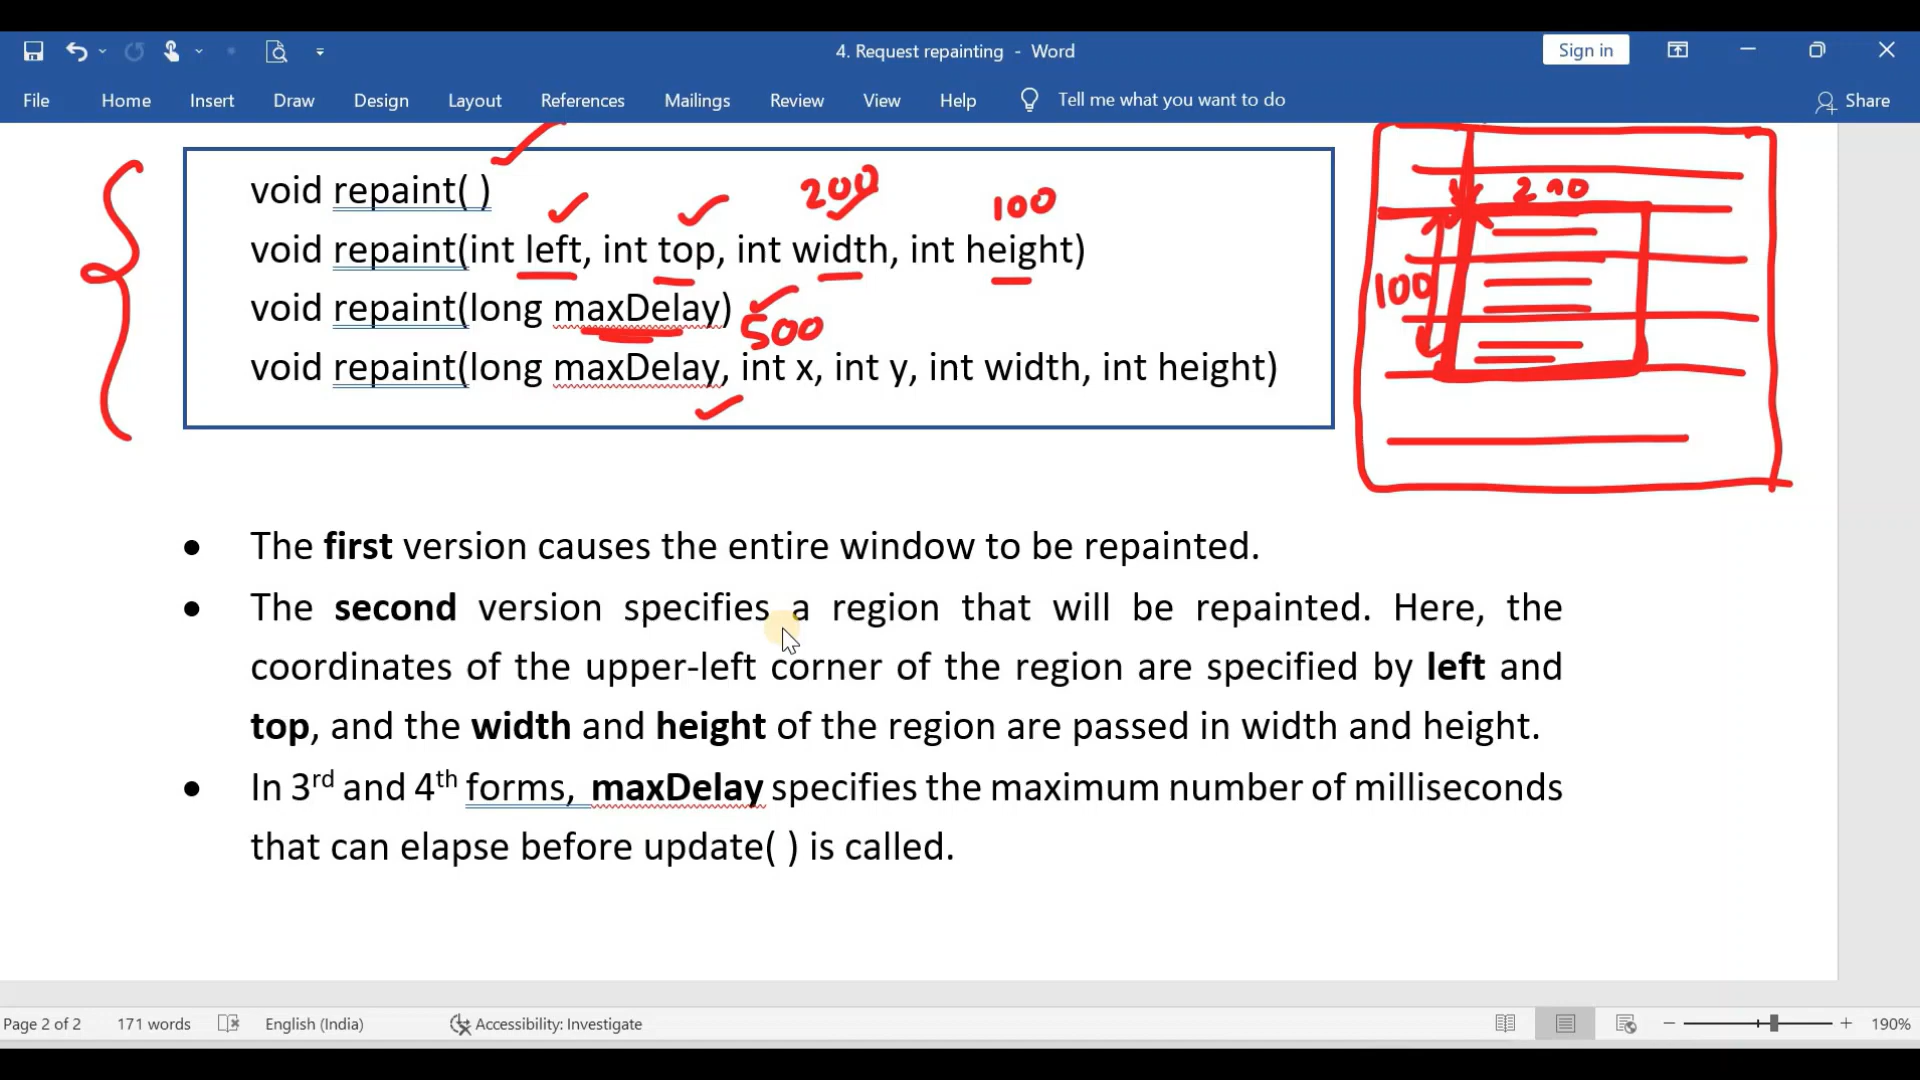 4. Request repainting - Word
Sign in
File Home Insert Draw Design Layout References Mailings Review View Help Tell me what you want to do Share
void repaint( )
200
100
void repaint(int left, int top, int width, int height)
void repaint(long maxDelay)
500
void repaint(long maxDelay, int x, int y, int width, int height)
200
100
• The first version causes the entire window to be repainted.
• The second version specifies a region that will be repainted. Here, the
coordinates of the upper-left corner of the region are specified by left and
top, and the width and height of the region are passed in width and height.
• In 3rd and 4th forms, maxDelay specifies the maximum number of milliseconds
that can elapse before update( ) is called.
Page 2 of 2 171 words English (India) Accessibility: Investigate 190%